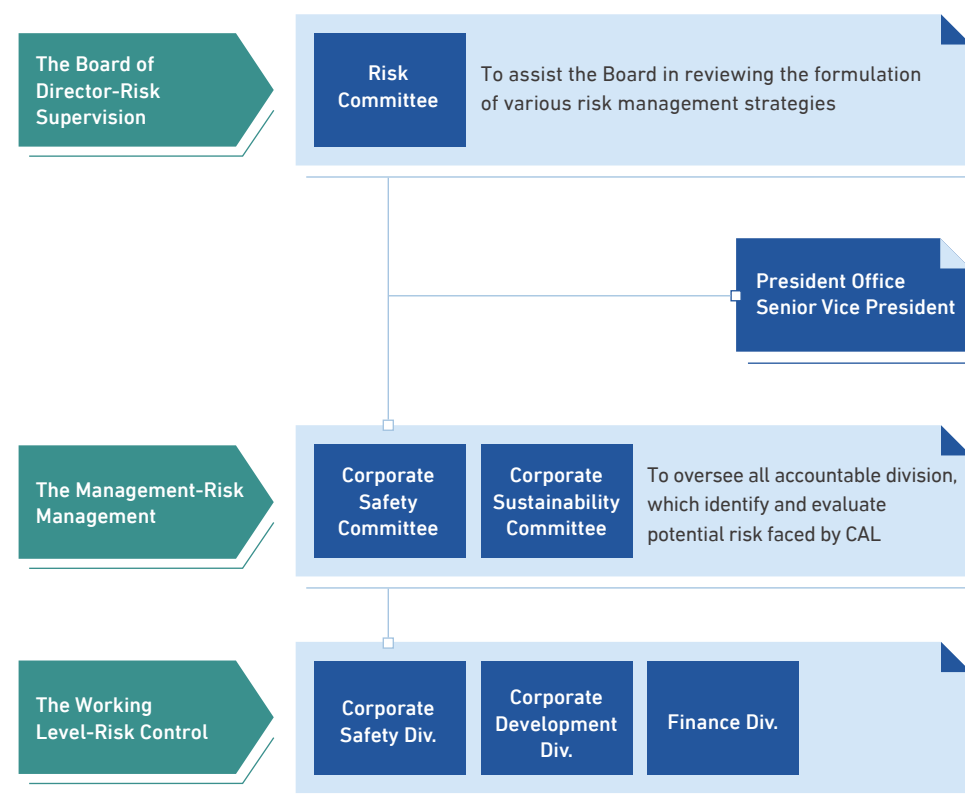 The Board of
Director-Risk
Supervision
Risk
Committee
To assist the Board in reviewing the formulation
of various risk management strategies
President Office
Senior Vice President
The Management-Risk
Management
Corporate
Safety
Committee
Corporate
Sustainability
Committee
To oversee all accountable division,
which identify and evaluate
potential risk faced by CAL
The Working
Level-Risk Control
Corporate
Safety Div.
Corporate
Development
Div.
Finance Div.